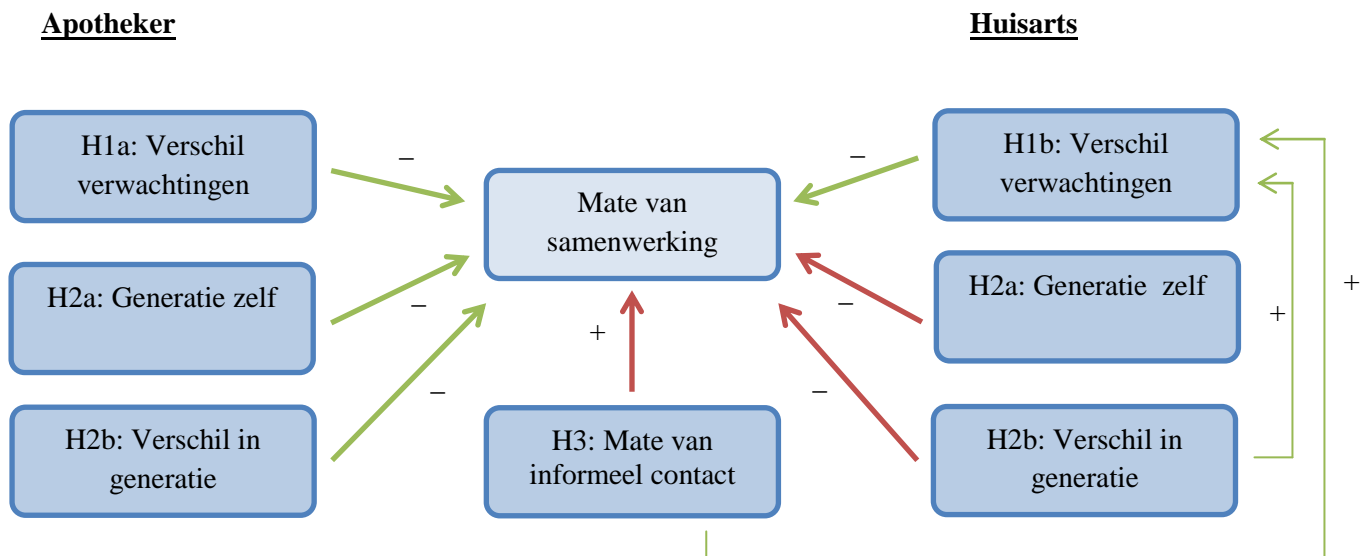 Apotheker
Huisarts
H1a: Verschil
verwachtingen
–
Mate van
samenwerking
–
H1b: Verschil
verwachtingen
H2a: Generatie zelf
–
+
–
H2a: Generatie zelf
+
+
H2b: Verschil in
generatie
–
H3: Mate van
informeel contact
–
H2b: Verschil in
generatie